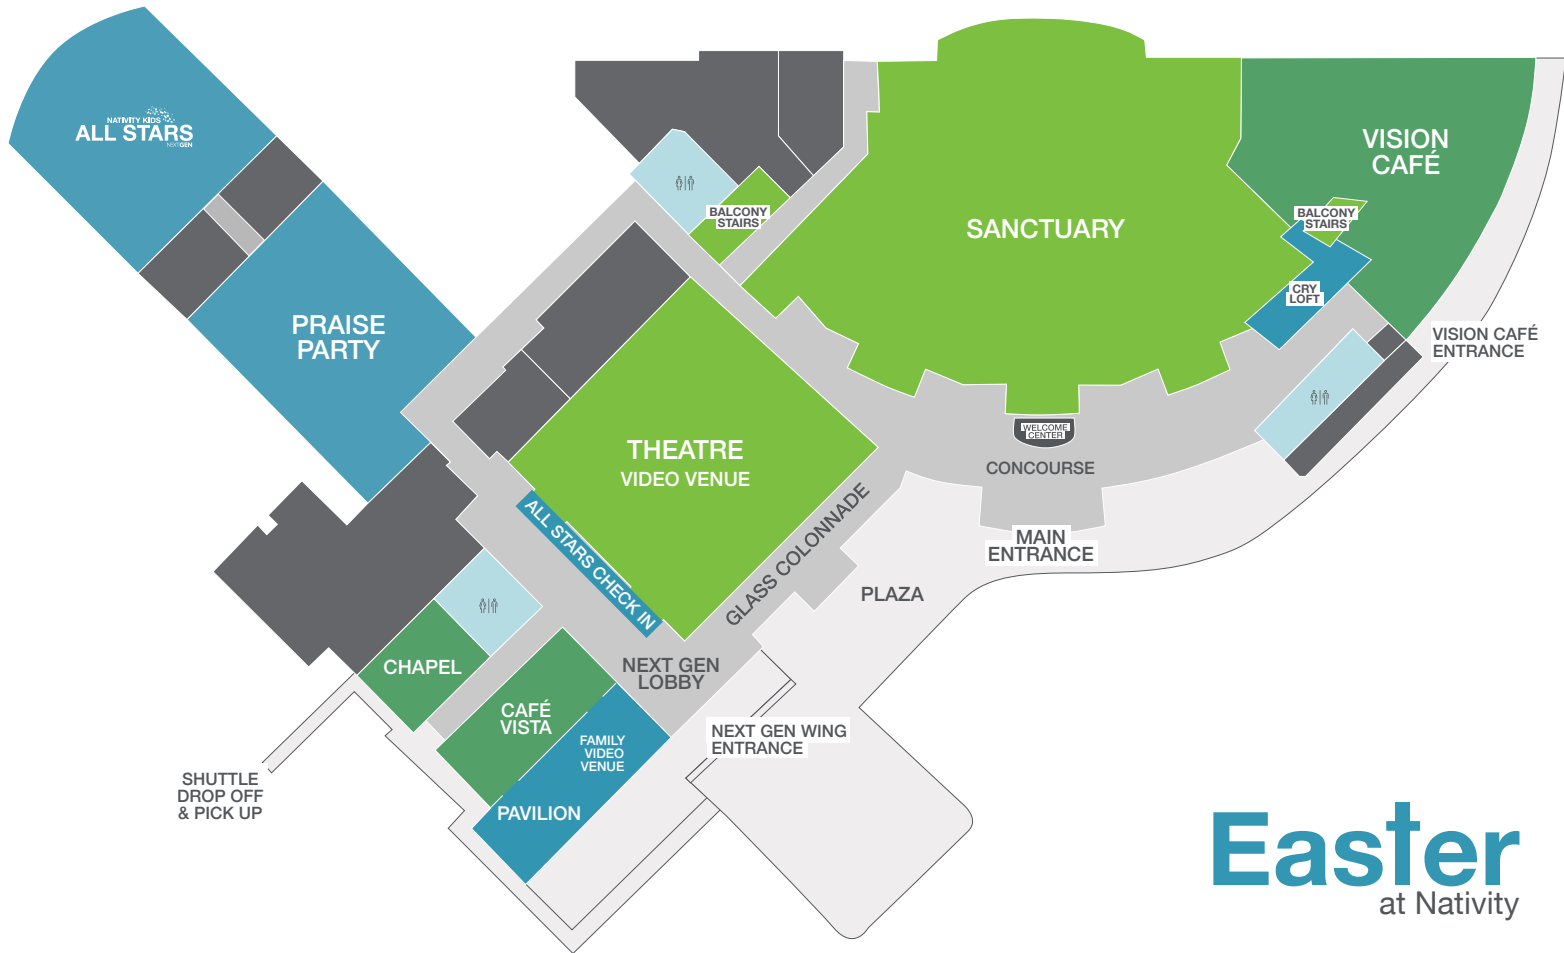 NATIVITY KIDS
ALL STARS
NEXTGEN
PRAISE
PARTY
BALCONY
STAIRS
SANCTUARY
VISION
CAFÉ
BALCONY
STAIRS
CRY
LOFT
VISION CAFÉ
ENTRANCE
WELCOME
CENTER
CONCOURSE
MAIN
ENTRANCE
THEATRE
VIDEO VENUE
ALL STARS CHECK IN
GLASS COLONNADE
PLAZA
NEXT GEN
LOBBY
CHAPEL
CAFÉ
VISTA
FAMILY
VIDEO
VENUE
PAVILION
NEXT GEN WING
ENTRANCE
SHUTTLE
DROP OFF
& PICK UP
Easter
at Nativity